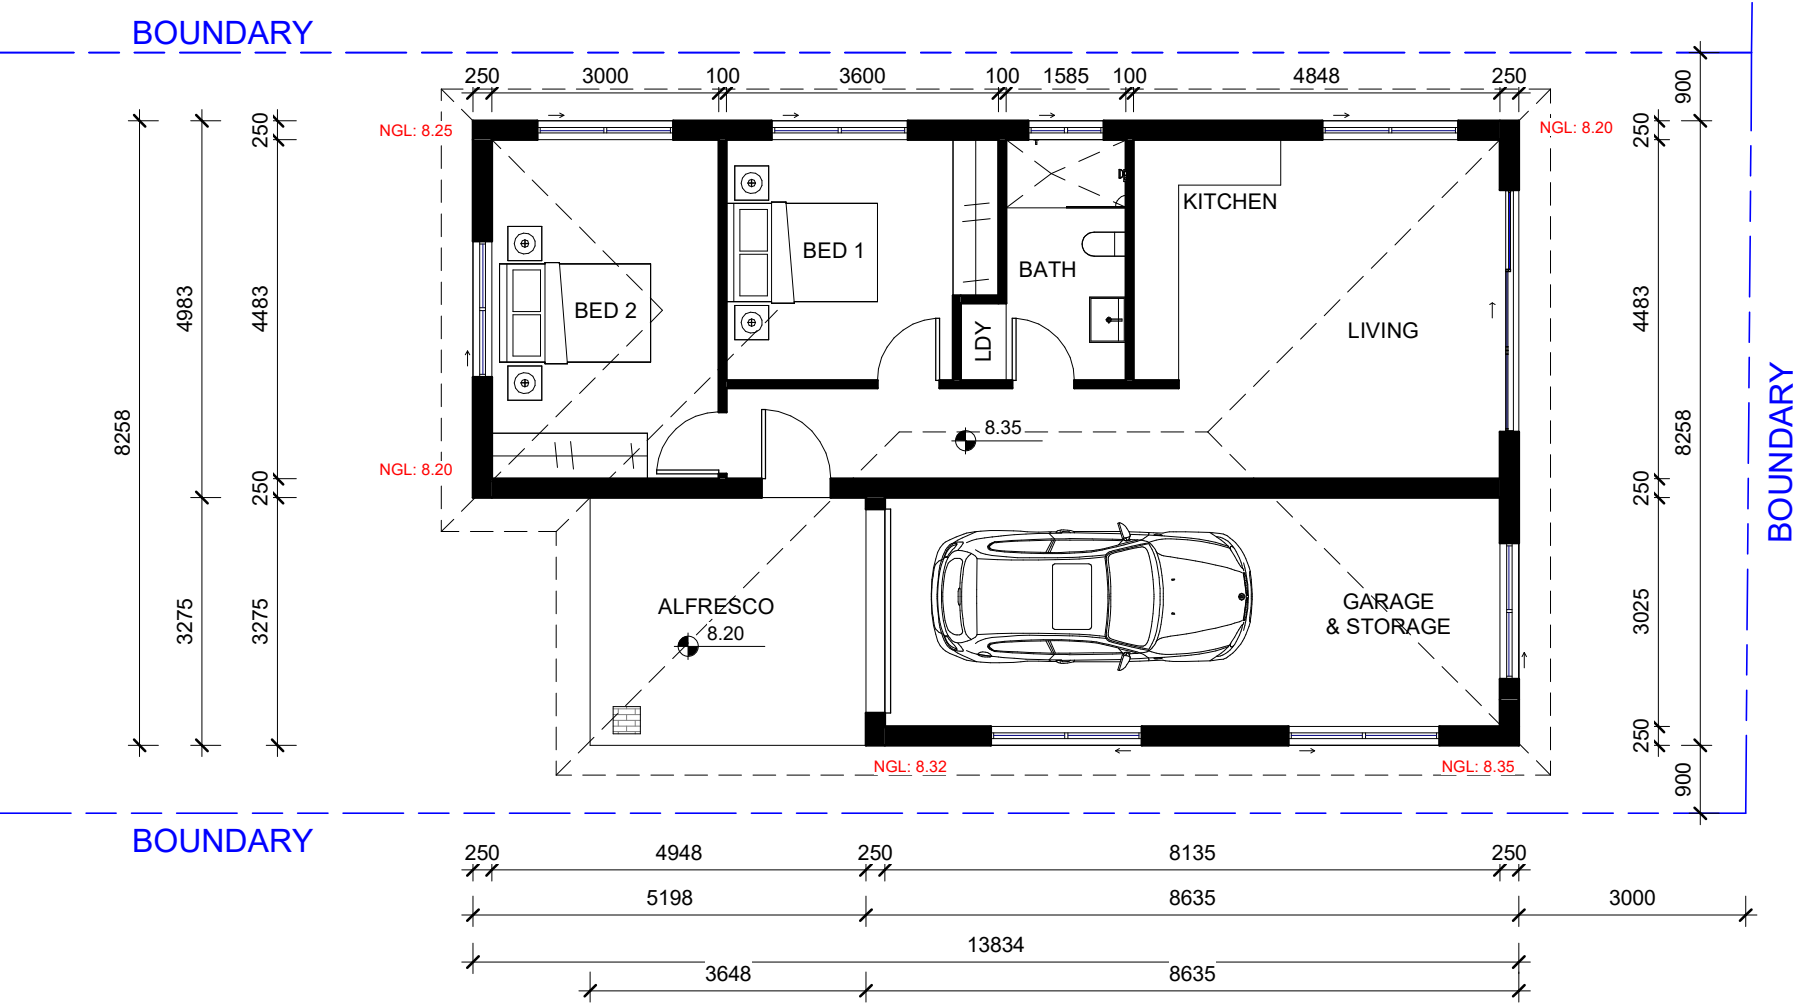 BOUNDARY
250 3000 100 3600 100 1585 100 4848 250
900
NGL: 8.25
NGL: 8.20
250
250
250
250
KITCHEN
BED 1
BATH
BED 2
LDY
LIVING
4983
4483
4483
8258
8258
BOUNDARY
8.35
NGL: 8.20
250
250
ALFRESCO
8.20
GARAGE
& STORAGE
3275
3275
3025
250
NGL: 8.32
NGL: 8.35
900
BOUNDARY
250 4948 250 8135 250
5198 8635 3000
13834
3648 8635